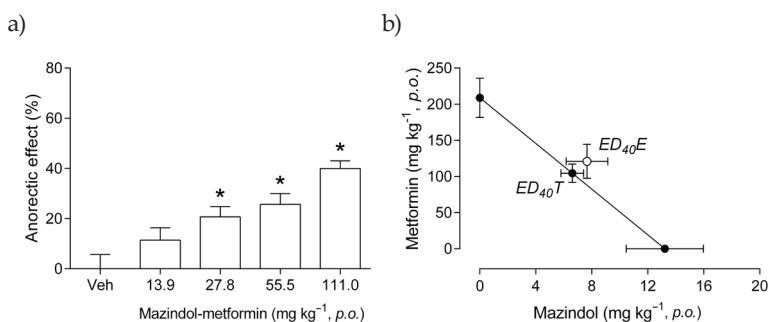 a)
Anorectic effect (%)
80
60
40
20
0
*
*
*
Veh
13.9
27.8
55.5
111.0
Mazindol-metformin (mg kg⁻¹, p.o.)
b)
Metformin
(mg kg⁻¹, p.o.)
250
200
150
100
50
0
ED₄₀E
ED₄₀T
0
4
8
12
16
20
Mazindol (mg kg⁻¹, p.o.)